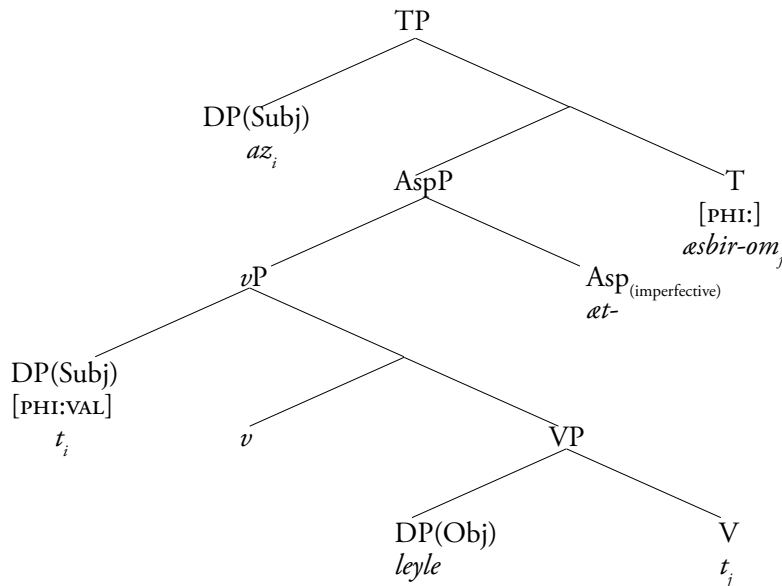 TP
DP(Subj)
az_i
AspP
T
[PHI:]
æsbir-om_j
vP
Asp(imperfective)
æt-
DP(Subj)
[PHI:VAL]
t_i
v
VP
DP(Obj)
leyle
V
t_j